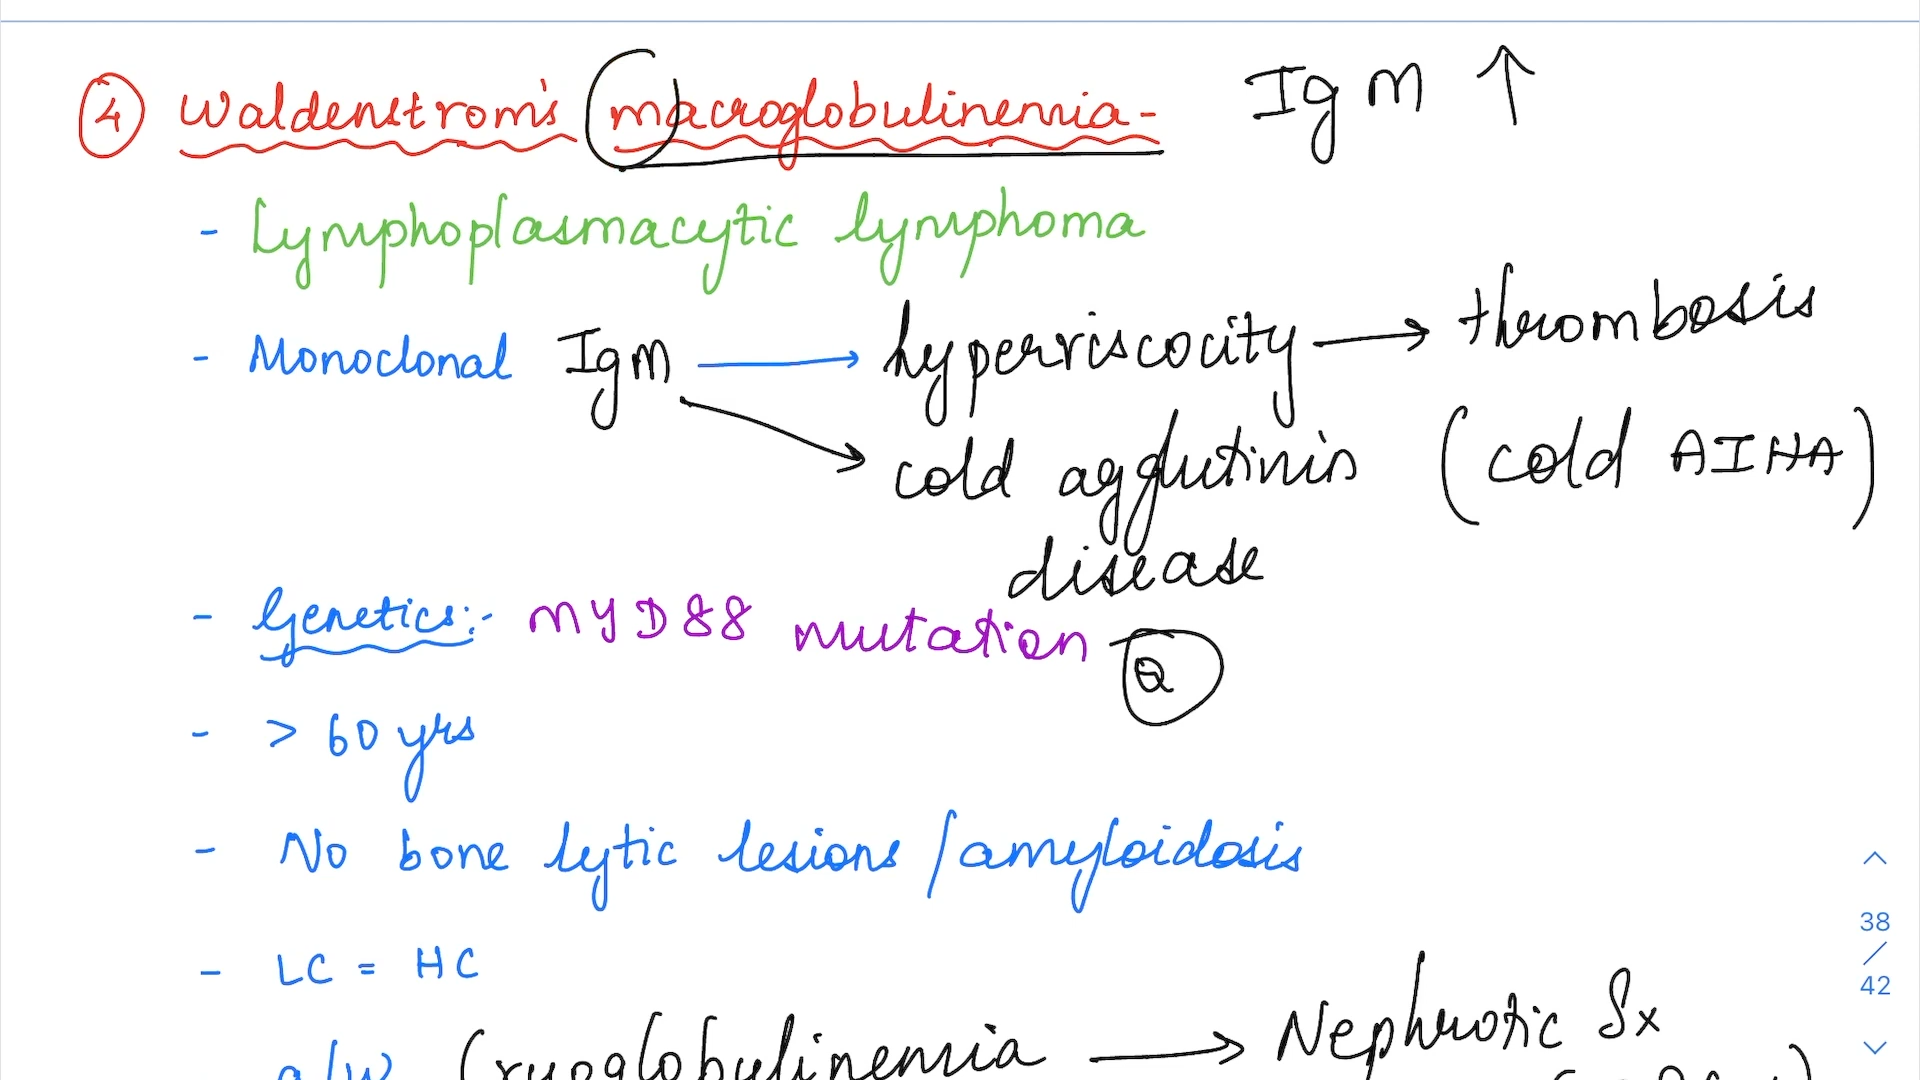 4 Waldenstrom's macroglobulinemia- IgM ↑
- Lymphoplasmacytic lymphoma
- Monoclonal IgM → hyperviscocity → thrombosis
→ cold agglutinin (cold AIHA)
disease
- Genetics:- MYD88 mutation Q
- > 60 yrs
- No bone lytic lesions / amyloidosis
- LC = HC
a/w Cryoglobulinemia → Nephrotic Sx
38
/
42